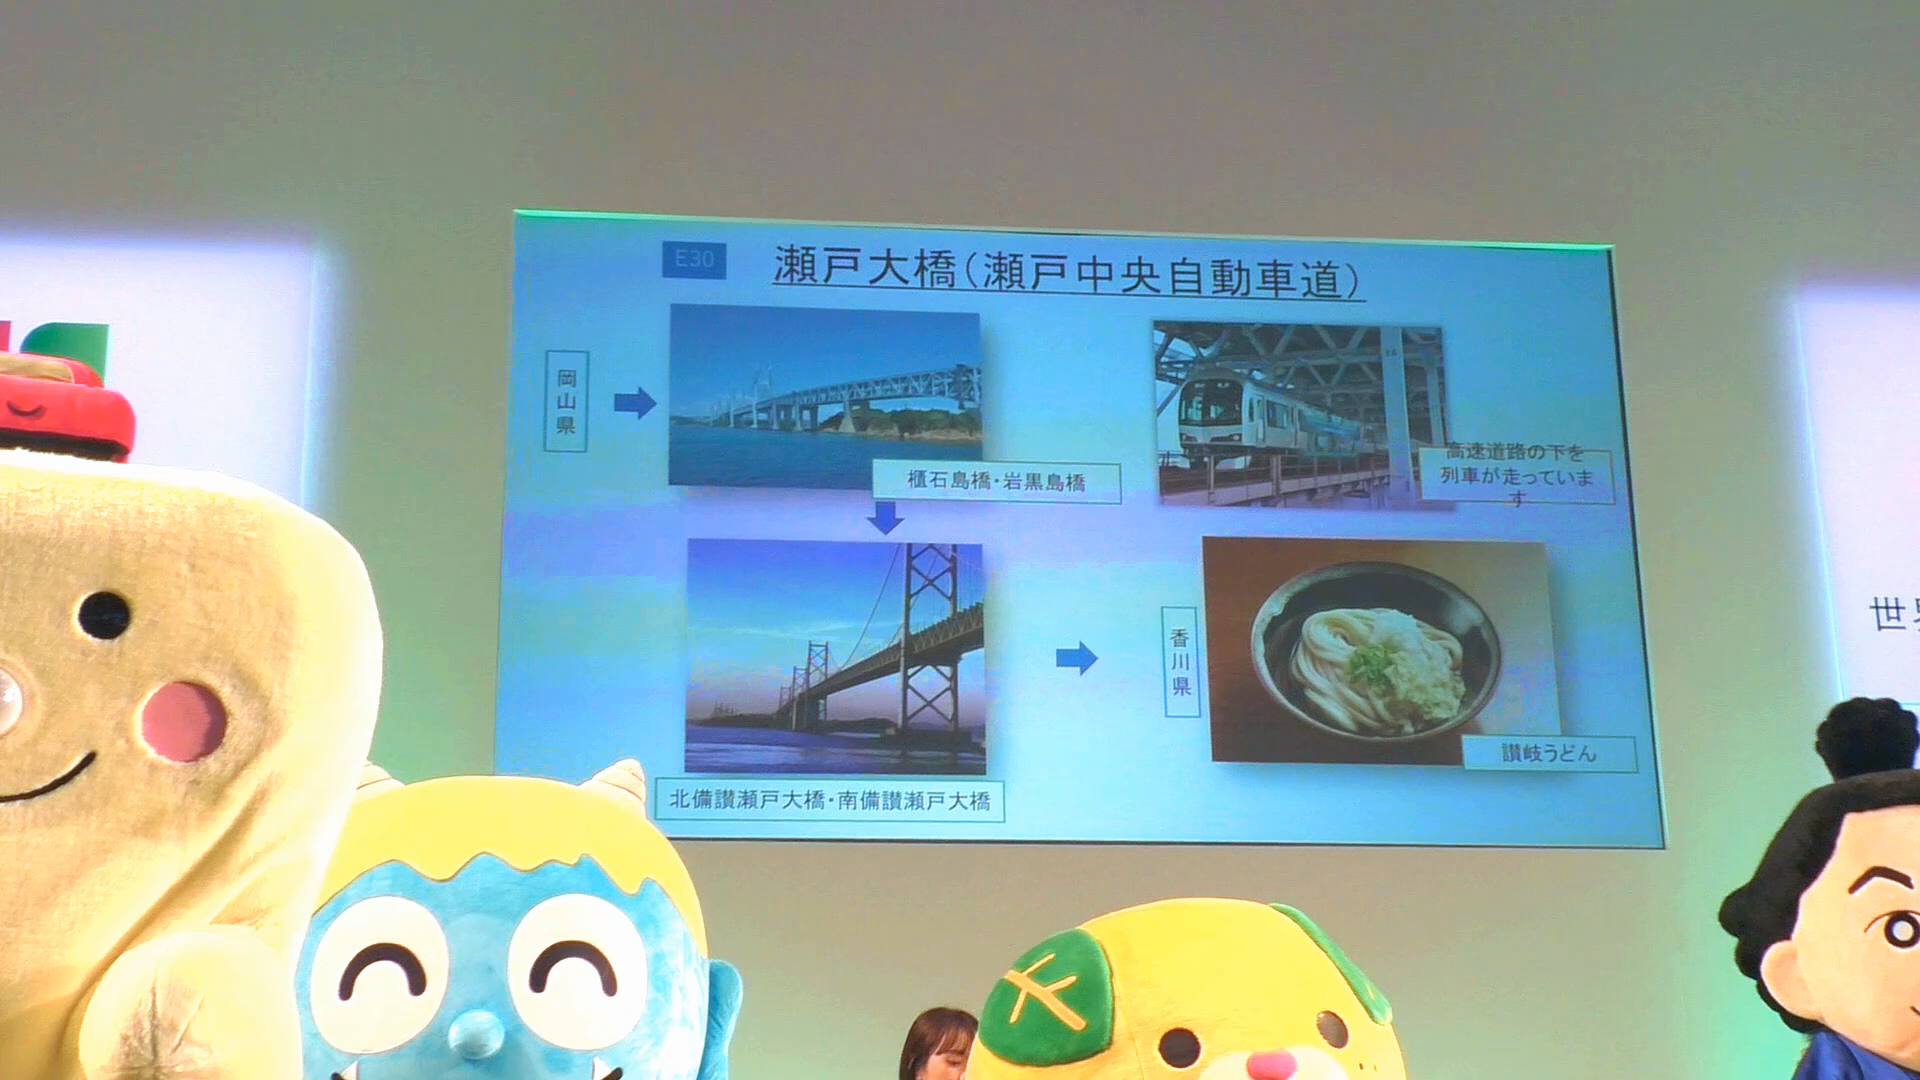 E30
瀬戸大橋(瀬戸中央自動車道)
岡山県
櫃石島橋・岩黒島橋
高速道路の下を
列車が走っていま
す
北備讃瀬戸大橋・南備讃瀬戸大橋
香川県
讃岐うどん
世